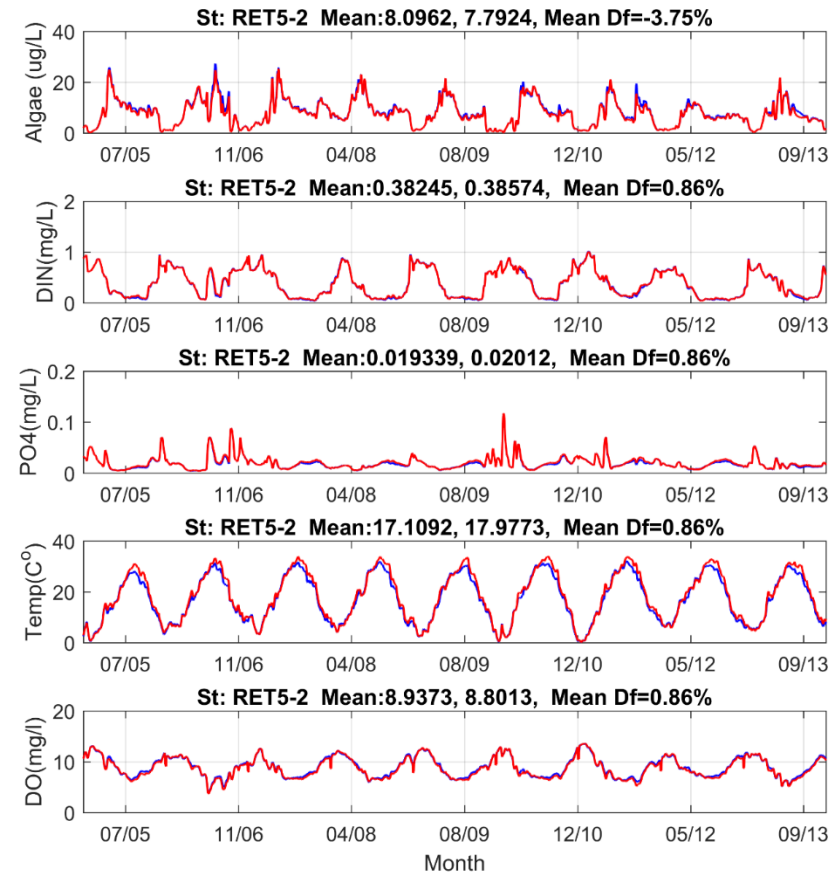 St: RET5-2 Mean:8.0962, 7.7924, Mean Df=-3.75%
Algae (ug/L)
40
20
0
07/05 11/06 04/08 08/09 12/10 05/12 09/13
St: RET5-2 Mean:0.38245, 0.38574, Mean Df=0.86%
DIN(mg/L)
2
1
0
07/05 11/06 04/08 08/09 12/10 05/12 09/13
St: RET5-2 Mean:0.019339, 0.02012, Mean Df=0.86%
PO4(mg/L)
0.2
0.1
0
07/05 11/06 04/08 08/09 12/10 05/12 09/13
St: RET5-2 Mean:17.1092, 17.9773, Mean Df=0.86%
Temp(C°)
40
20
0
07/05 11/06 04/08 08/09 12/10 05/12 09/13
St: RET5-2 Mean:8.9373, 8.8013, Mean Df=0.86%
DO(mg/l)
20
10
0
07/05 11/06 04/08 08/09 12/10 05/12 09/13
Month